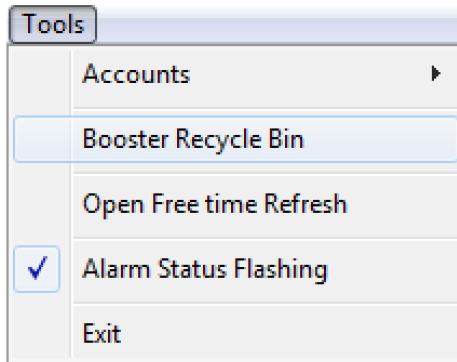 Tools
Accounts
Booster Recycle Bin
Open Free time Refresh
Alarm Status Flashing
Exit